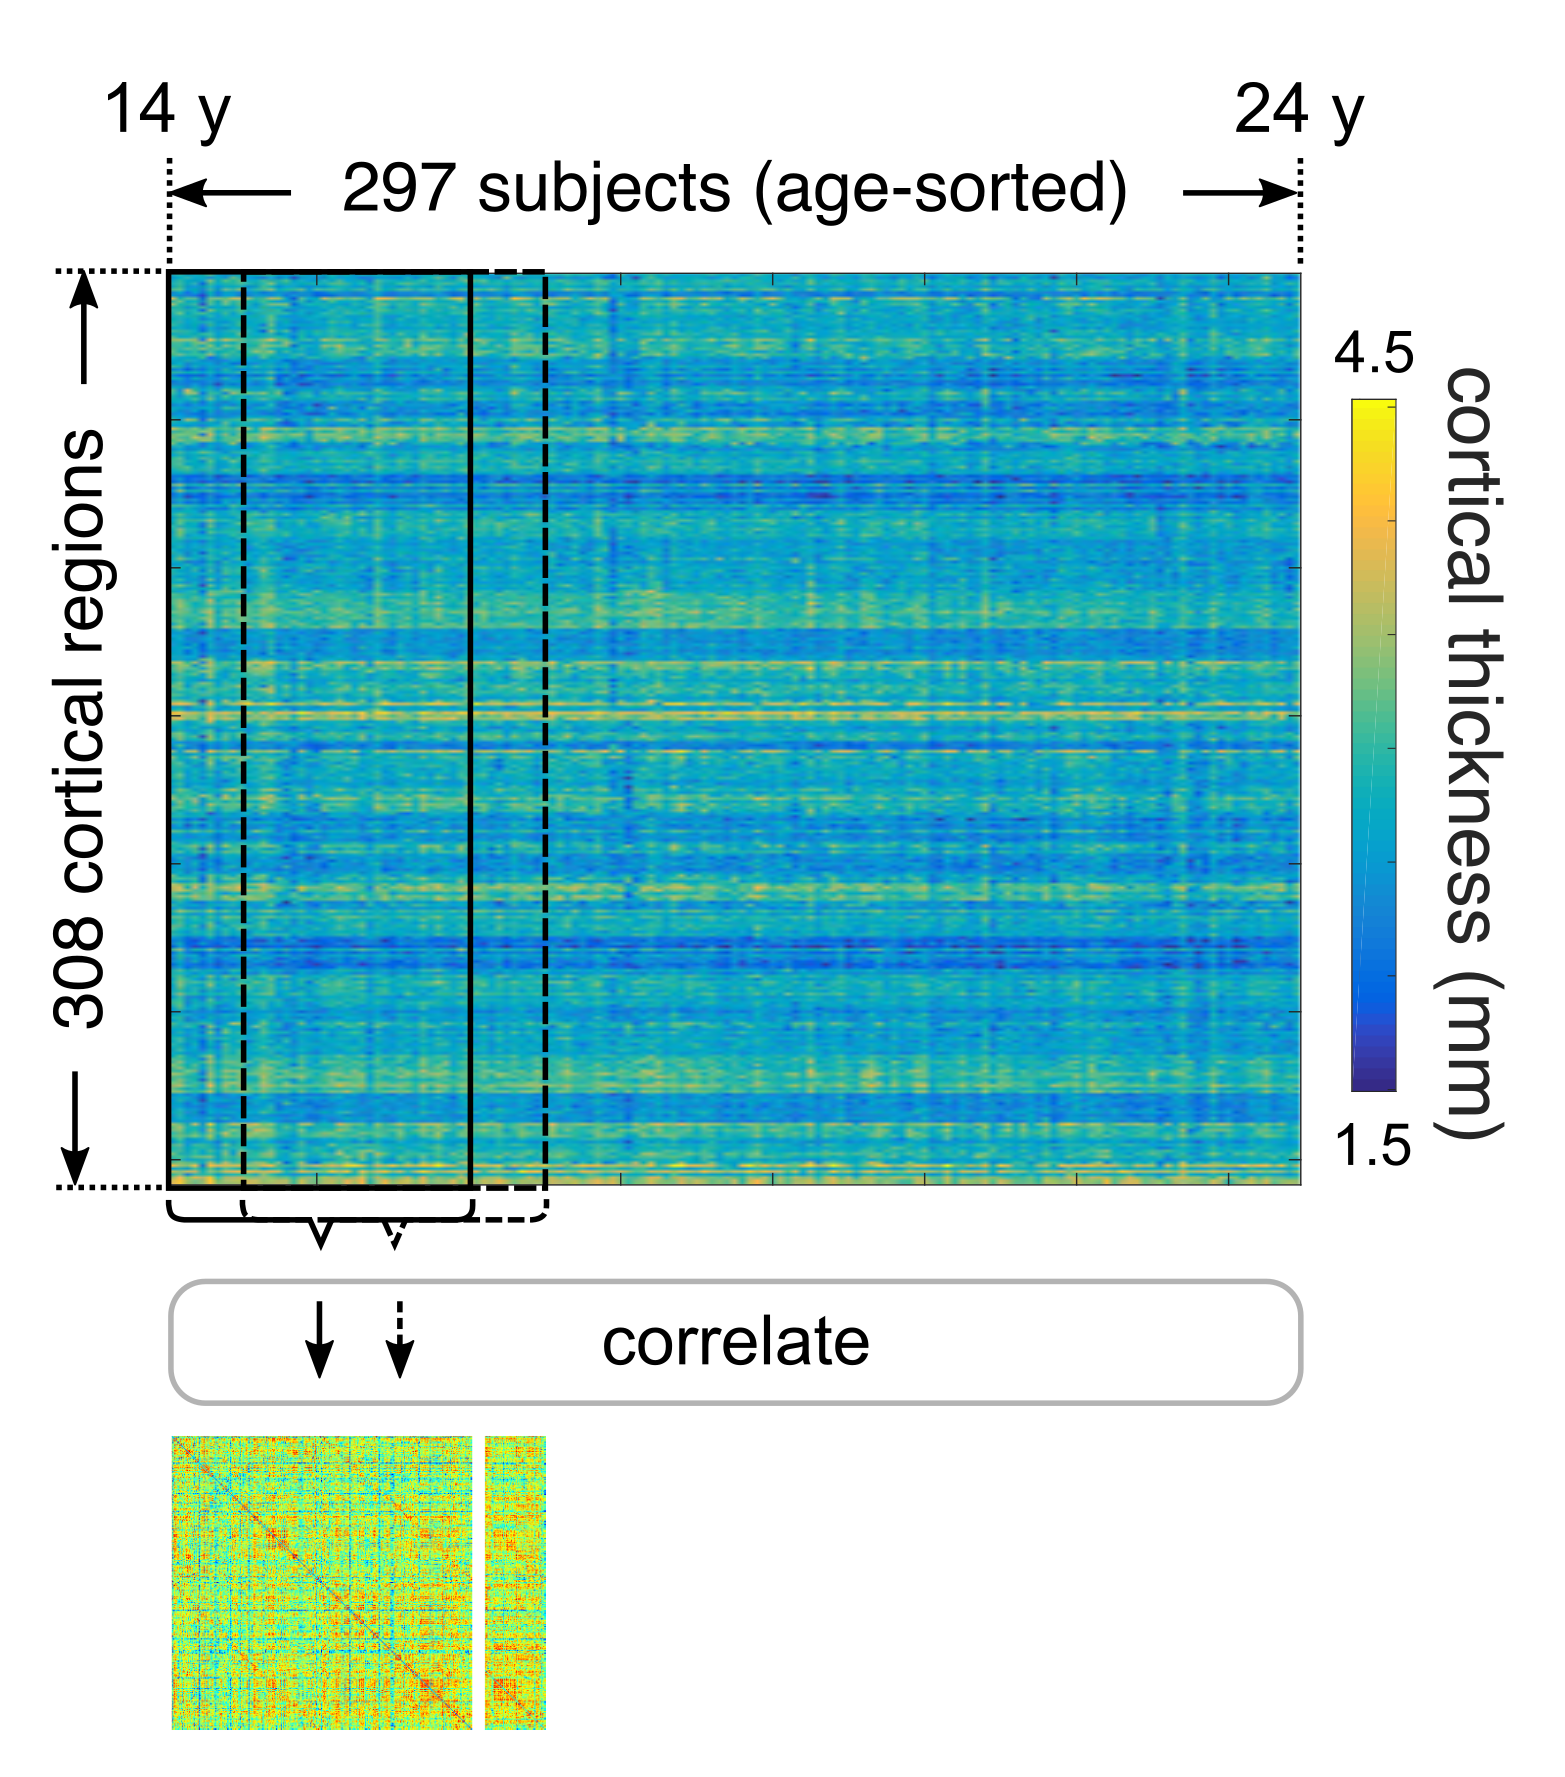 14 y
24 y
297 subjects (age-sorted)
308 cortical regions
4.5
cortical thickness (mm)
1.5
correlate